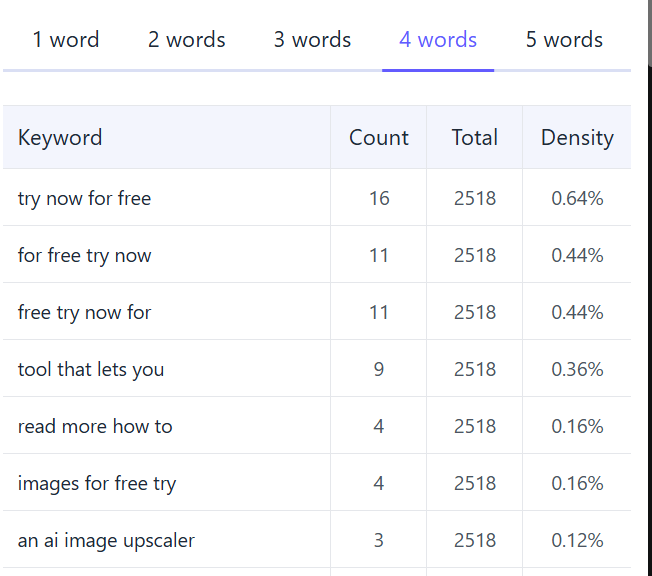 1 word 2 words 3 words 4 words 5 words
Keyword Count Total Density
try now for free 16 2518 0.64%
for free try now 11 2518 0.44%
free try now for 11 2518 0.44%
tool that lets you 9 2518 0.36%
read more how to 4 2518 0.16%
images for free try 4 2518 0.16%
an ai image upscaler 3 2518 0.12%